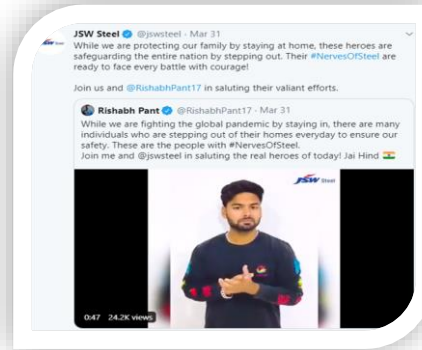 JSW Steel @jswsteel · Mar 31
While we are protecting our family by staying at home, these heroes are
safeguarding the entire nation by stepping out. Their #NervesOfSteel are
ready to face every battle with courage!
Join us and @RishabhPant17 in saluting their valiant efforts.
Rishabh Pant @RishabhPant17 · Mar 31
While we are fighting the global pandemic by staying in, there are many
individuals who are stepping out of their homes everyday to ensure our
safety. These are the people with #NervesOfSteel.
Join me and @jswsteel in saluting the real heroes of today! Jai Hind
JSW Steel
0:47 24.2K views